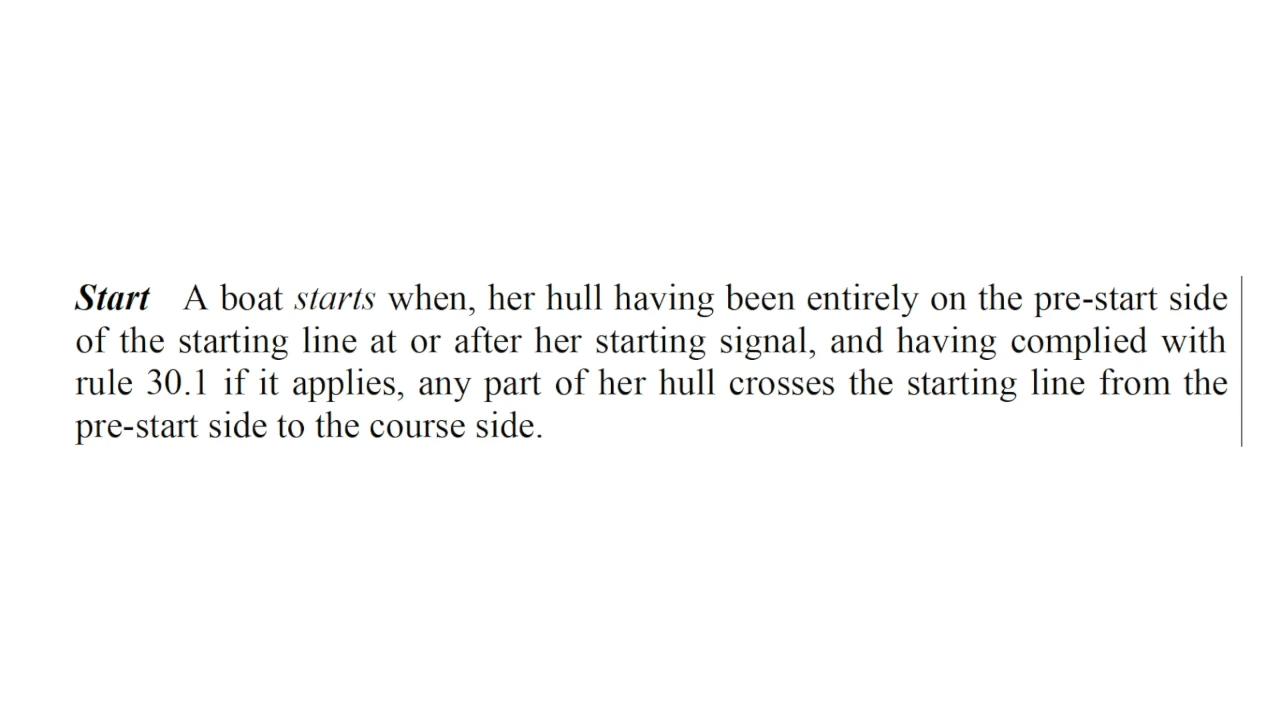 Start A boat starts when, her hull having been entirely on the pre-start side
of the starting line at or after her starting signal, and having complied with
rule 30.1 if it applies, any part of her hull crosses the starting line from the
pre-start side to the course side.